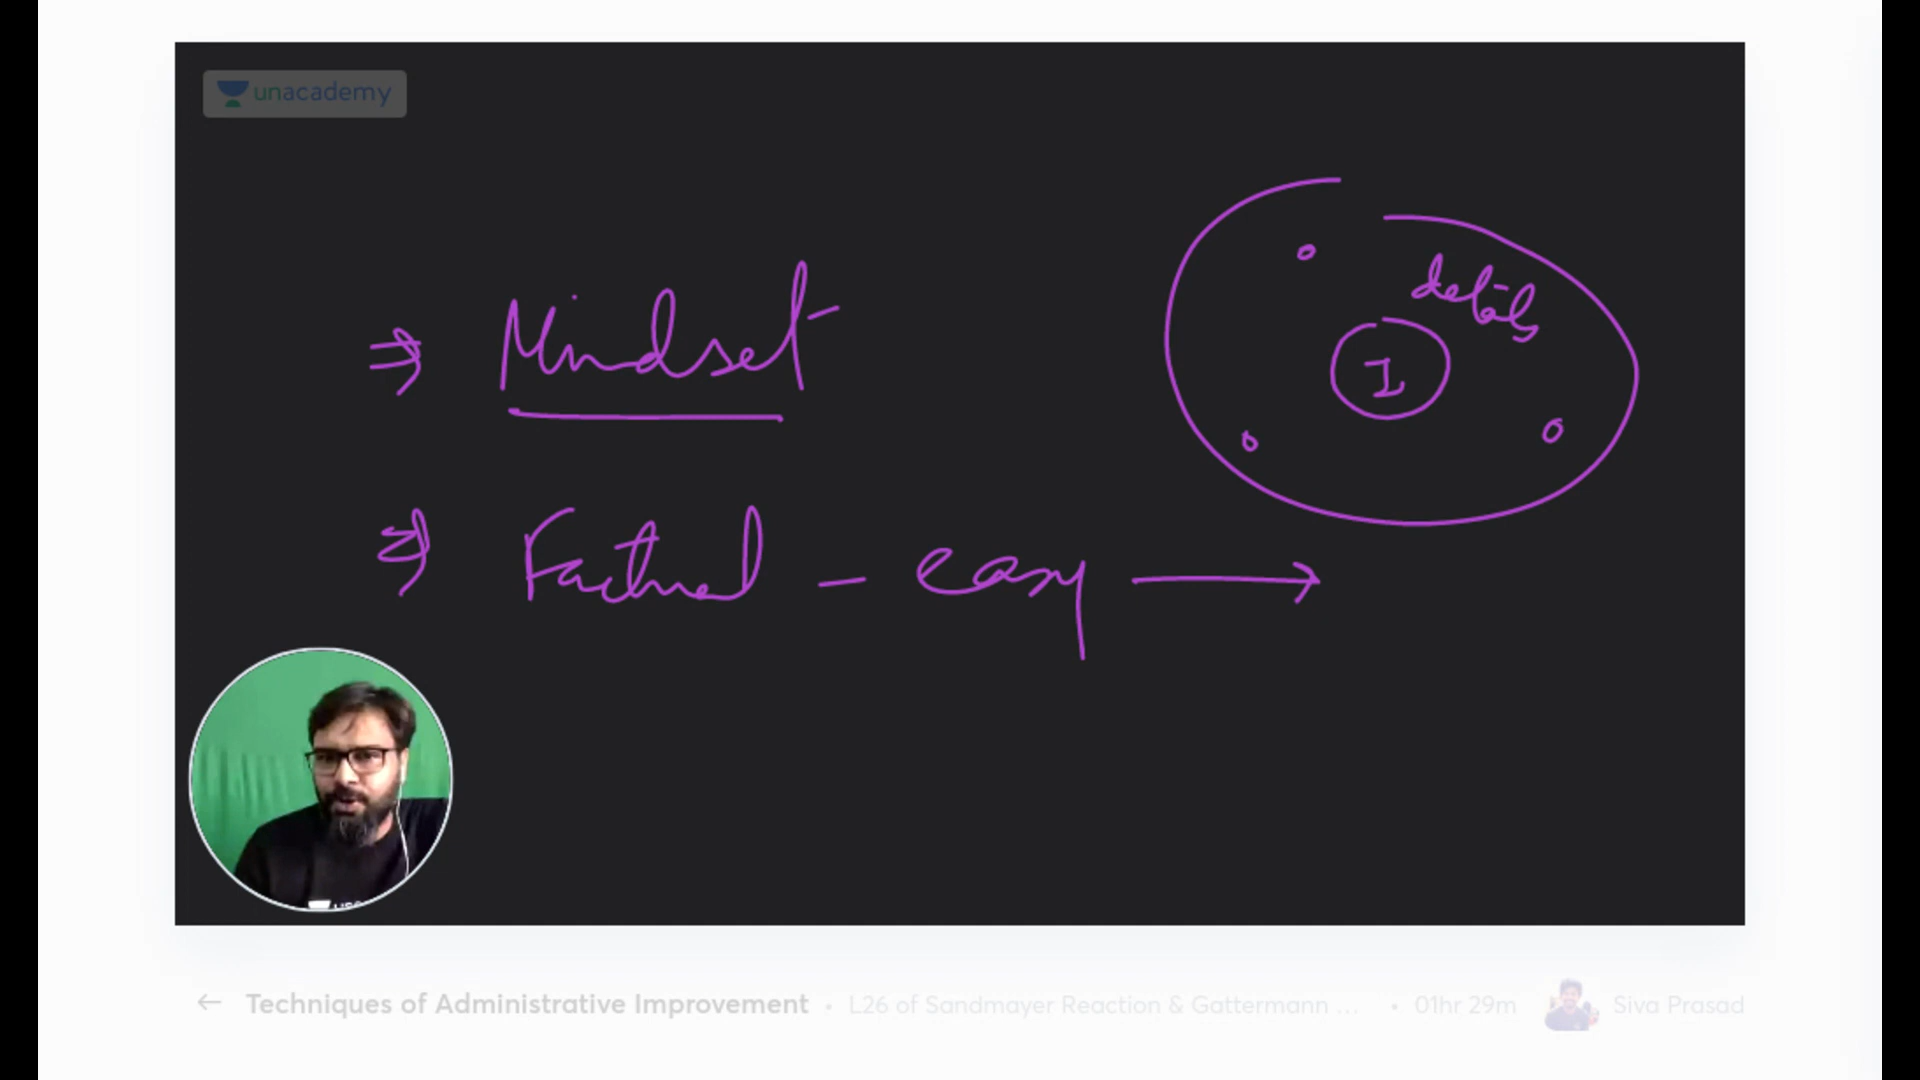 unacademy
details
⇒ Mindset
I
⇒ Factual – easy →
← Techniques of Administrative Improvement • L26 of Sandmayer Reaction & Gattermann ... • 01hr 29m Siva Prasad